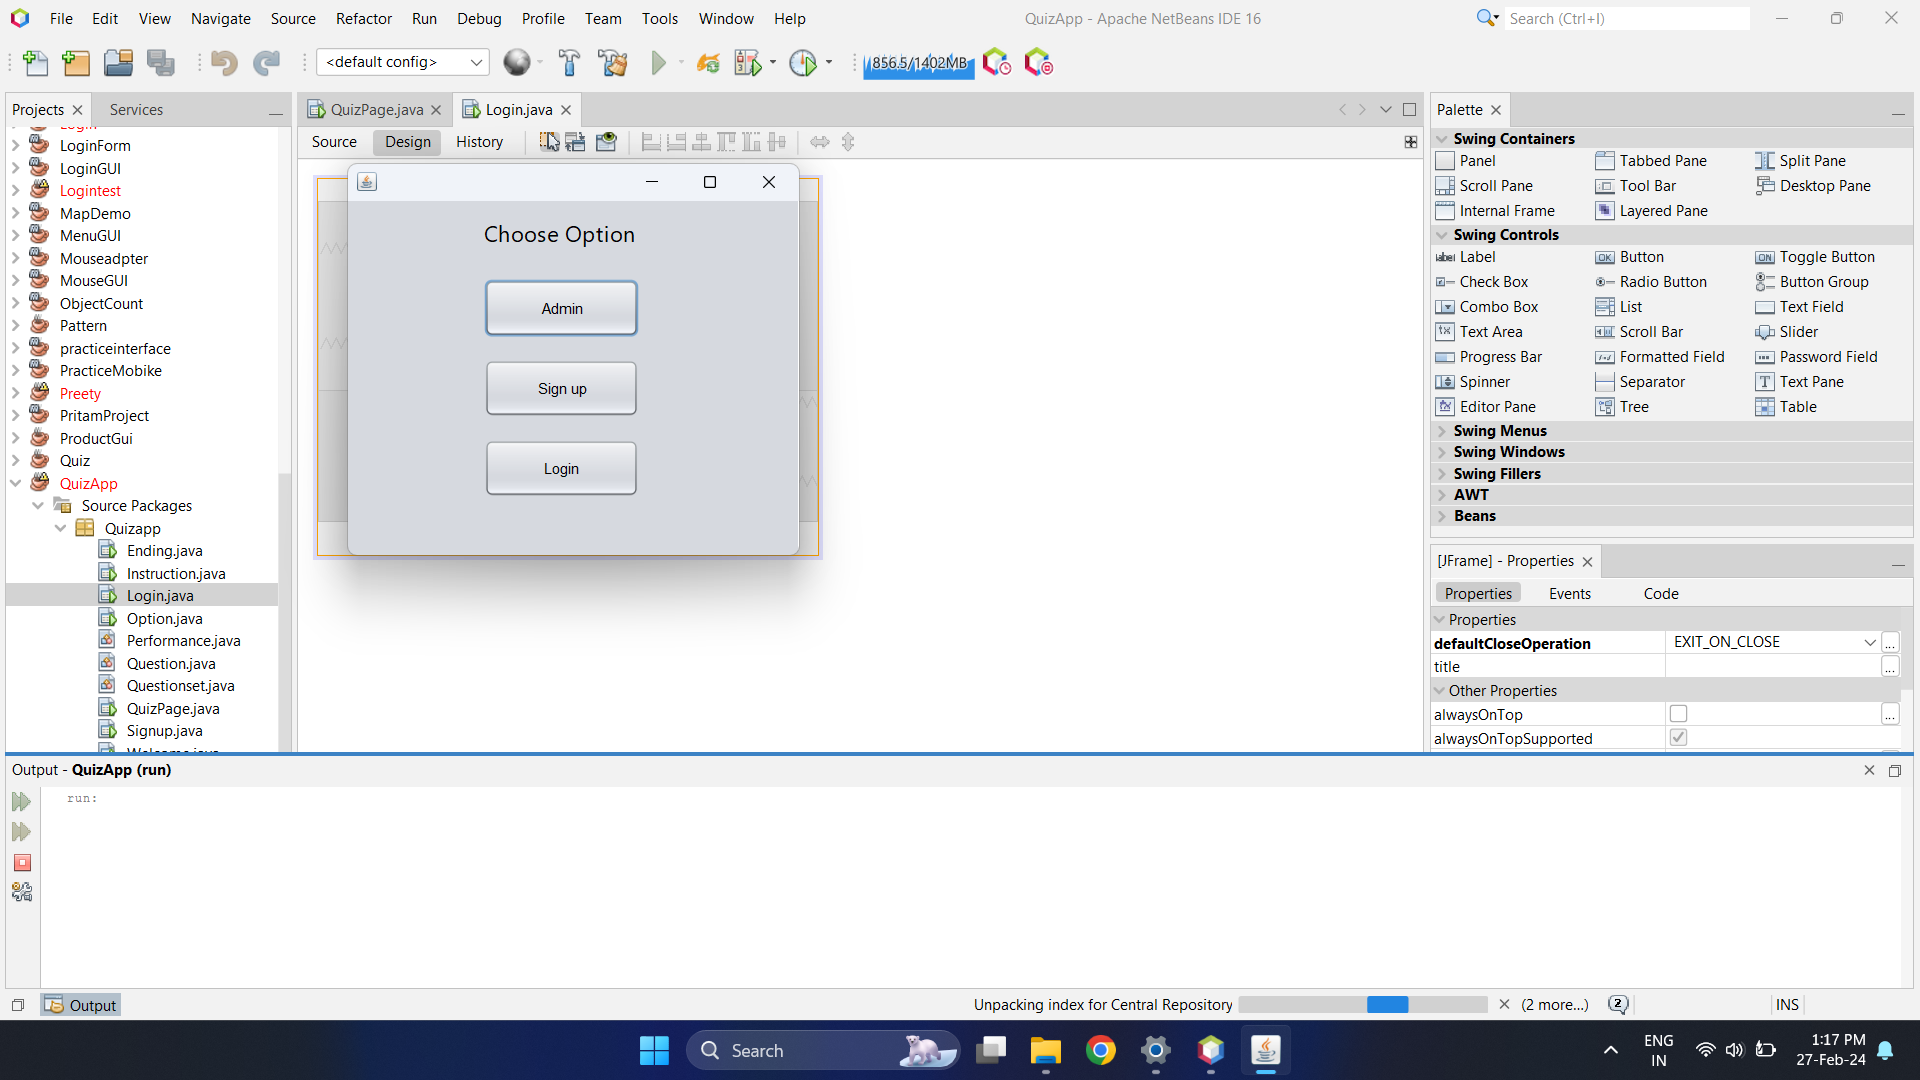 File Edit View Navigate Source Refactor Run Debug Profile Team Tools Window Help
QuizApp - Apache NetBeans IDE 16
Search (Ctrl+I)
<default config>
856.5/1402MB
Projects
Services
Login
LoginForm
LoginGUI
Logintest
MapDemo
MenuGUI
Mouseadpter
MouseGUI
ObjectCount
Pattern
practiceinterface
PracticeMobike
Preety
PritamProject
ProductGui
Quiz
QuizApp
Source Packages
Quizapp
Ending.java
Instruction.java
Login.java
Option.java
Performance.java
Question.java
Questionset.java
QuizPage.java
Signup.java
Welcome.java
QuizPage.java
Login.java
Source Design History
Choose Option
Admin
Sign up
Login
Palette
Swing Containers
Panel Tabbed Pane Split Pane
Scroll Pane Tool Bar Desktop Pane
Internal Frame Layered Pane
Swing Controls
Label Button Toggle Button
Check Box Radio Button Button Group
Combo Box List Text Field
Text Area Scroll Bar Slider
Progress Bar Formatted Field Password Field
Spinner Separator Text Pane
Editor Pane Tree Table
Swing Menus
Swing Windows
Swing Fillers
AWT
Beans
[JFrame] - Properties
Properties Events Code
Properties
defaultCloseOperation EXIT_ON_CLOSE
title
Other Properties
alwaysOnTop
alwaysOnTopSupported
Output - QuizApp (run)
run:
Output
Unpacking index for Central Repository
(2 more...)
2
INS
Search
ENG
IN
1:17 PM
27-Feb-24